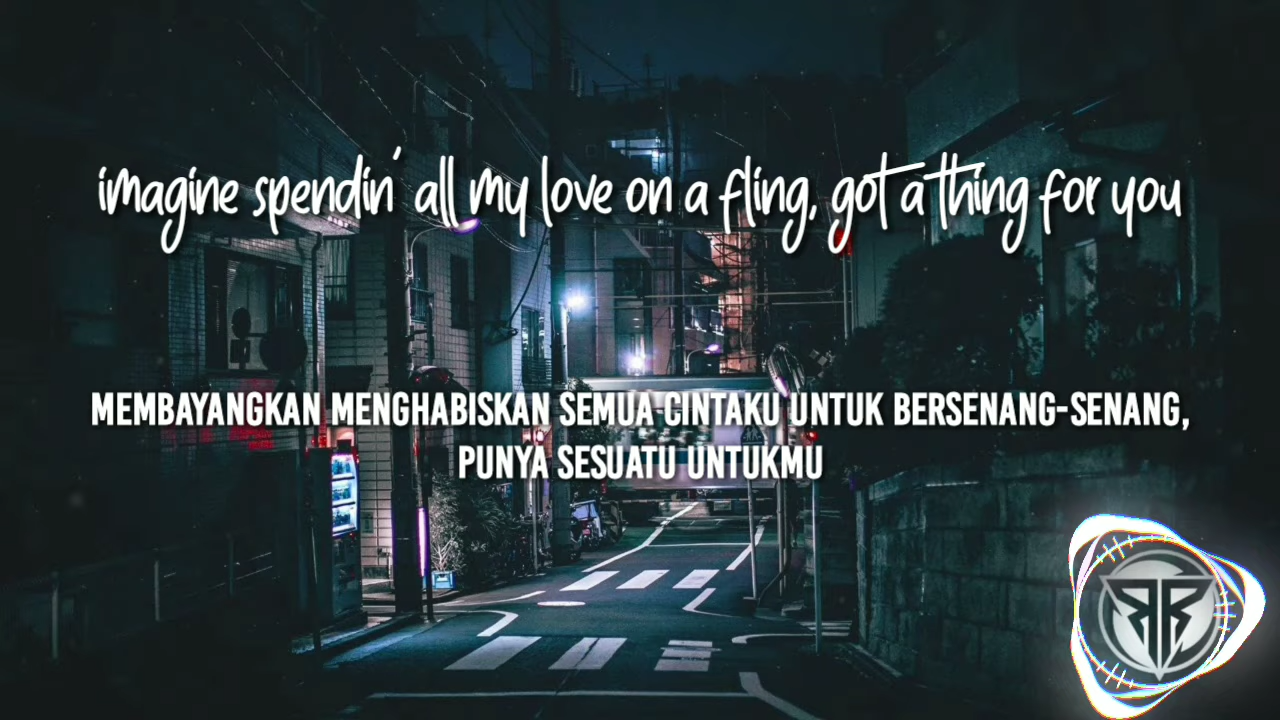 imagine spendin' all my love on a fling, got a thing for you
MEMBAYANGKAN MENGHABISKAN SEMUA CINTAKU UNTUK BERSENANG-SENANG,
PUNYA SESUATU UNTUKMU